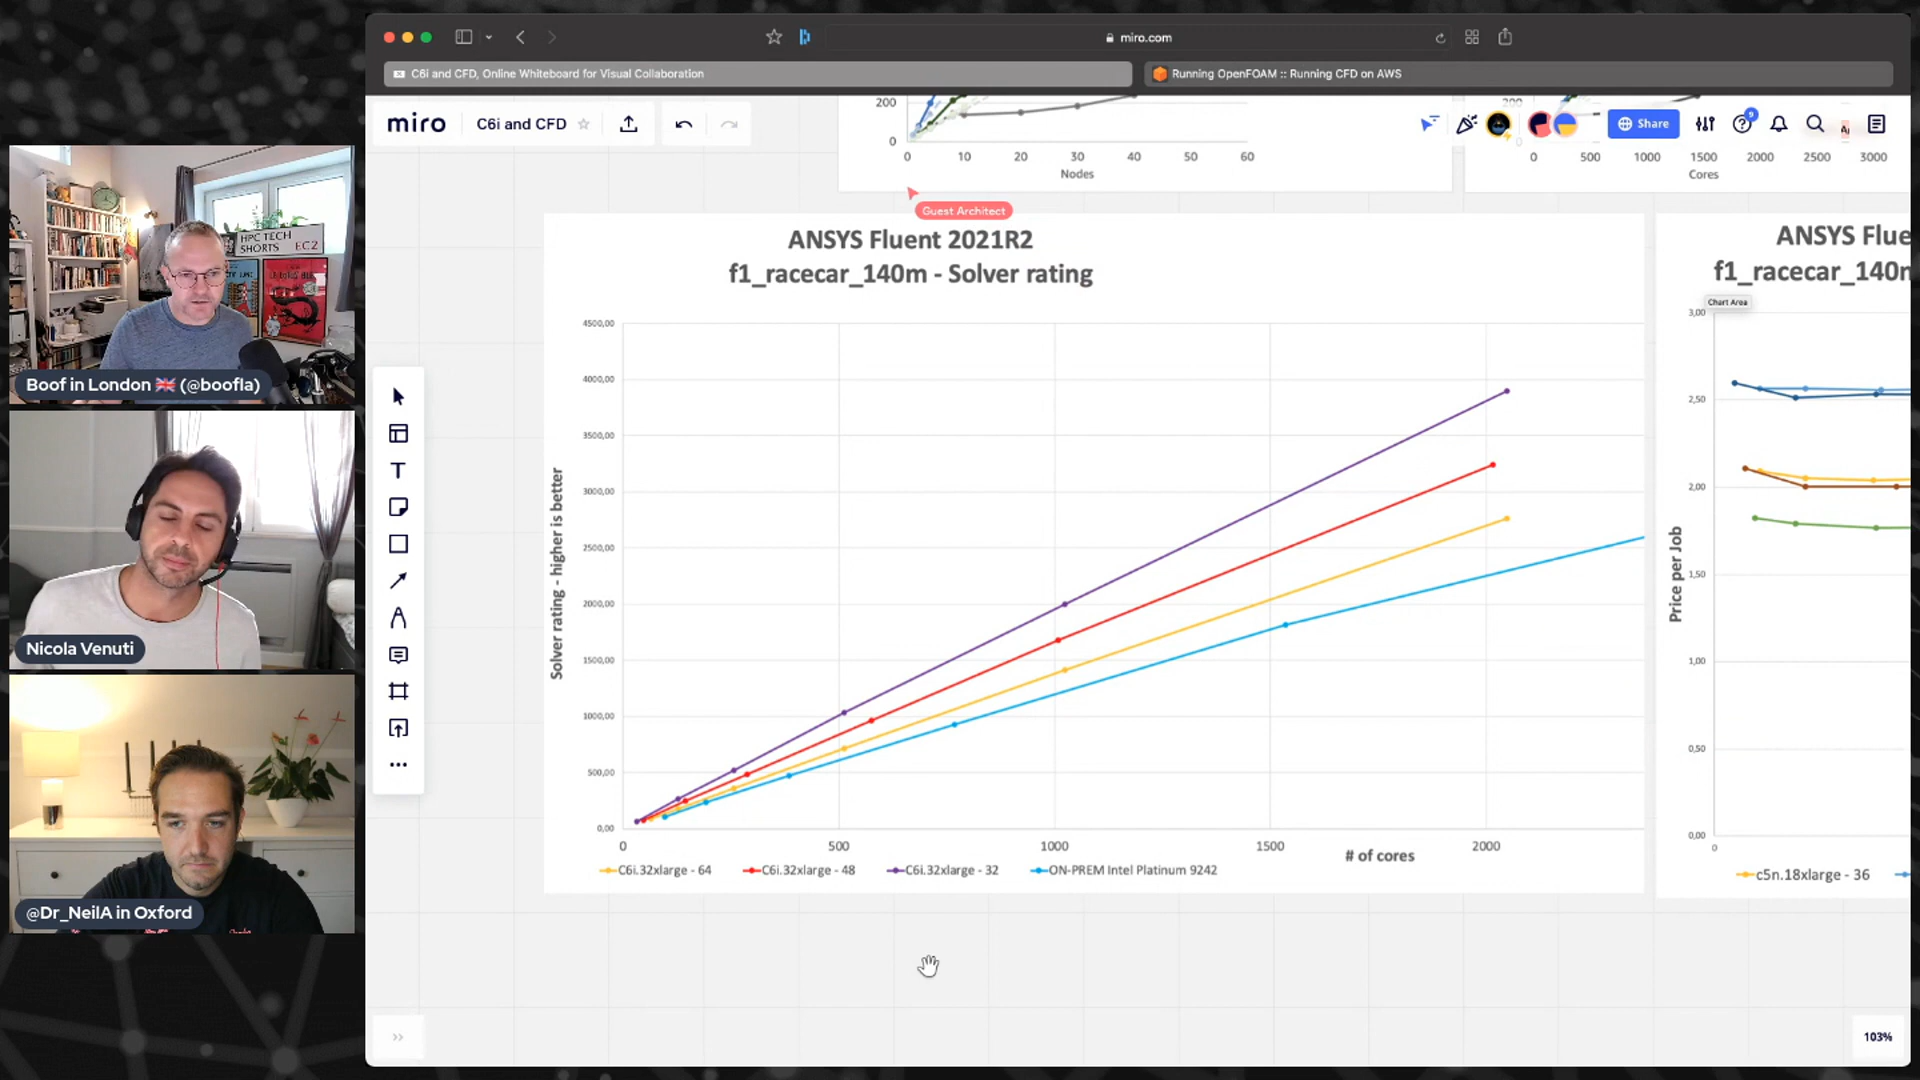 miro.com
C6i and CFD, Online Whiteboard for Visual Collaboration
Running OpenFOAM :: Running CFD on AWS
miro
C6i and CFD
Share
9
200
0
0 10 20 30 40 50 60
Nodes
200
0
0 500 1000 1500 2000 2500 3000
Cores
Guest Architect
ANSYS Fluent 2021R2
f1_racecar_140m - Solver rating
4500,00
4000,00
3500,00
3000,00
2500,00
2000,00
1500,00
1000,00
500,00
0,00
Solver rating - higher is better
0 500 1000 1500 2000
# of cores
C6i.32xlarge - 64
C6i.32xlarge - 48
C6i.32xlarge - 32
ON-PREM Intel Platinum 9242
ANSYS Flue
f1_racecar_140
Chart Area
3,00
2,50
2,00
1,50
1,00
0,50
0,00
Price per Job
0
c5n.18xlarge - 36
103%
HPC TECH
SHORTS EC2
Boof in London 🇬🇧 (@boofla)
Nicola Venuti
@Dr_NeilA in Oxford